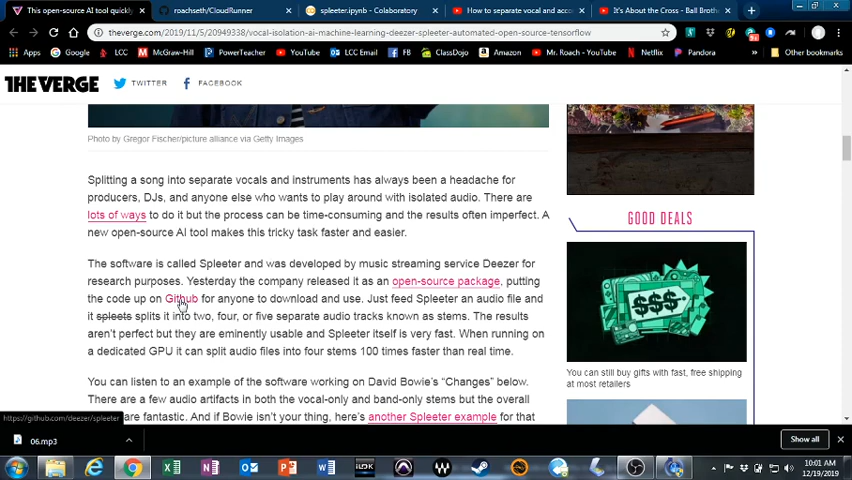 This open-source AI tool quickly
roachseth/CloudRunner
spleeter.ipynb - Colaboratory
How to separate vocal and acco
It's About the Cross - Ball Broth
theverge.com/2019/11/5/20949338/vocal-isolation-ai-machine-learning-deezer-spleeter-automated-open-source-tensorflow
Apps Google LCC McGraw-Hill PowerTeacher YouTube LCC Email FB ClassDojo Amazon Mr. Roach - YouTube Netflix Pandora Other bookmarks
THE VERGE TWITTER FACEBOOK
Photo by Gregor Fischer/picture alliance via Getty Images
Splitting a song into separate vocals and instruments has always been a headache for
producers, DJs, and anyone else who wants to play around with isolated audio. There are
lots of ways to do it but the process can be time-consuming and the results often imperfect. A
new open-source AI tool makes this tricky task faster and easier.
The software is called Spleeter and was developed by music streaming service Deezer for
research purposes. Yesterday the company released it as an open-source package, putting
the code up on Github for anyone to download and use. Just feed Spleeter an audio file and
it spleets splits it into two, four, or five separate audio tracks known as stems. The results
aren't perfect but they are eminently usable and Spleeter itself is very fast. When running on
a dedicated GPU it can split audio files into four stems 100 times faster than real time.
You can listen to an example of the software working on David Bowie's "Changes" below.
There are a few audio artifacts in both the vocal-only and band-only stems but the overall
are fantastic. And if Bowie isn't your thing, here's another Spleeter example for that
GOOD DEALS
$$$
You can still buy gifts with fast, free shipping
at most retailers
https://github.com/deezer/spleeter
06.mp3
Show all
10:01 AM
12/19/2019